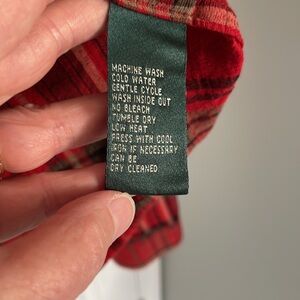 MACHINE WASH
COLD WATER
GENTLE CYCLE
WASH INSIDE OUT
NO BLEACH
TUMBLE DRY
LOW HEAT
PRESS WITH COOL
IRON IF NECESSARY
CAN BE
DRY CLEANED